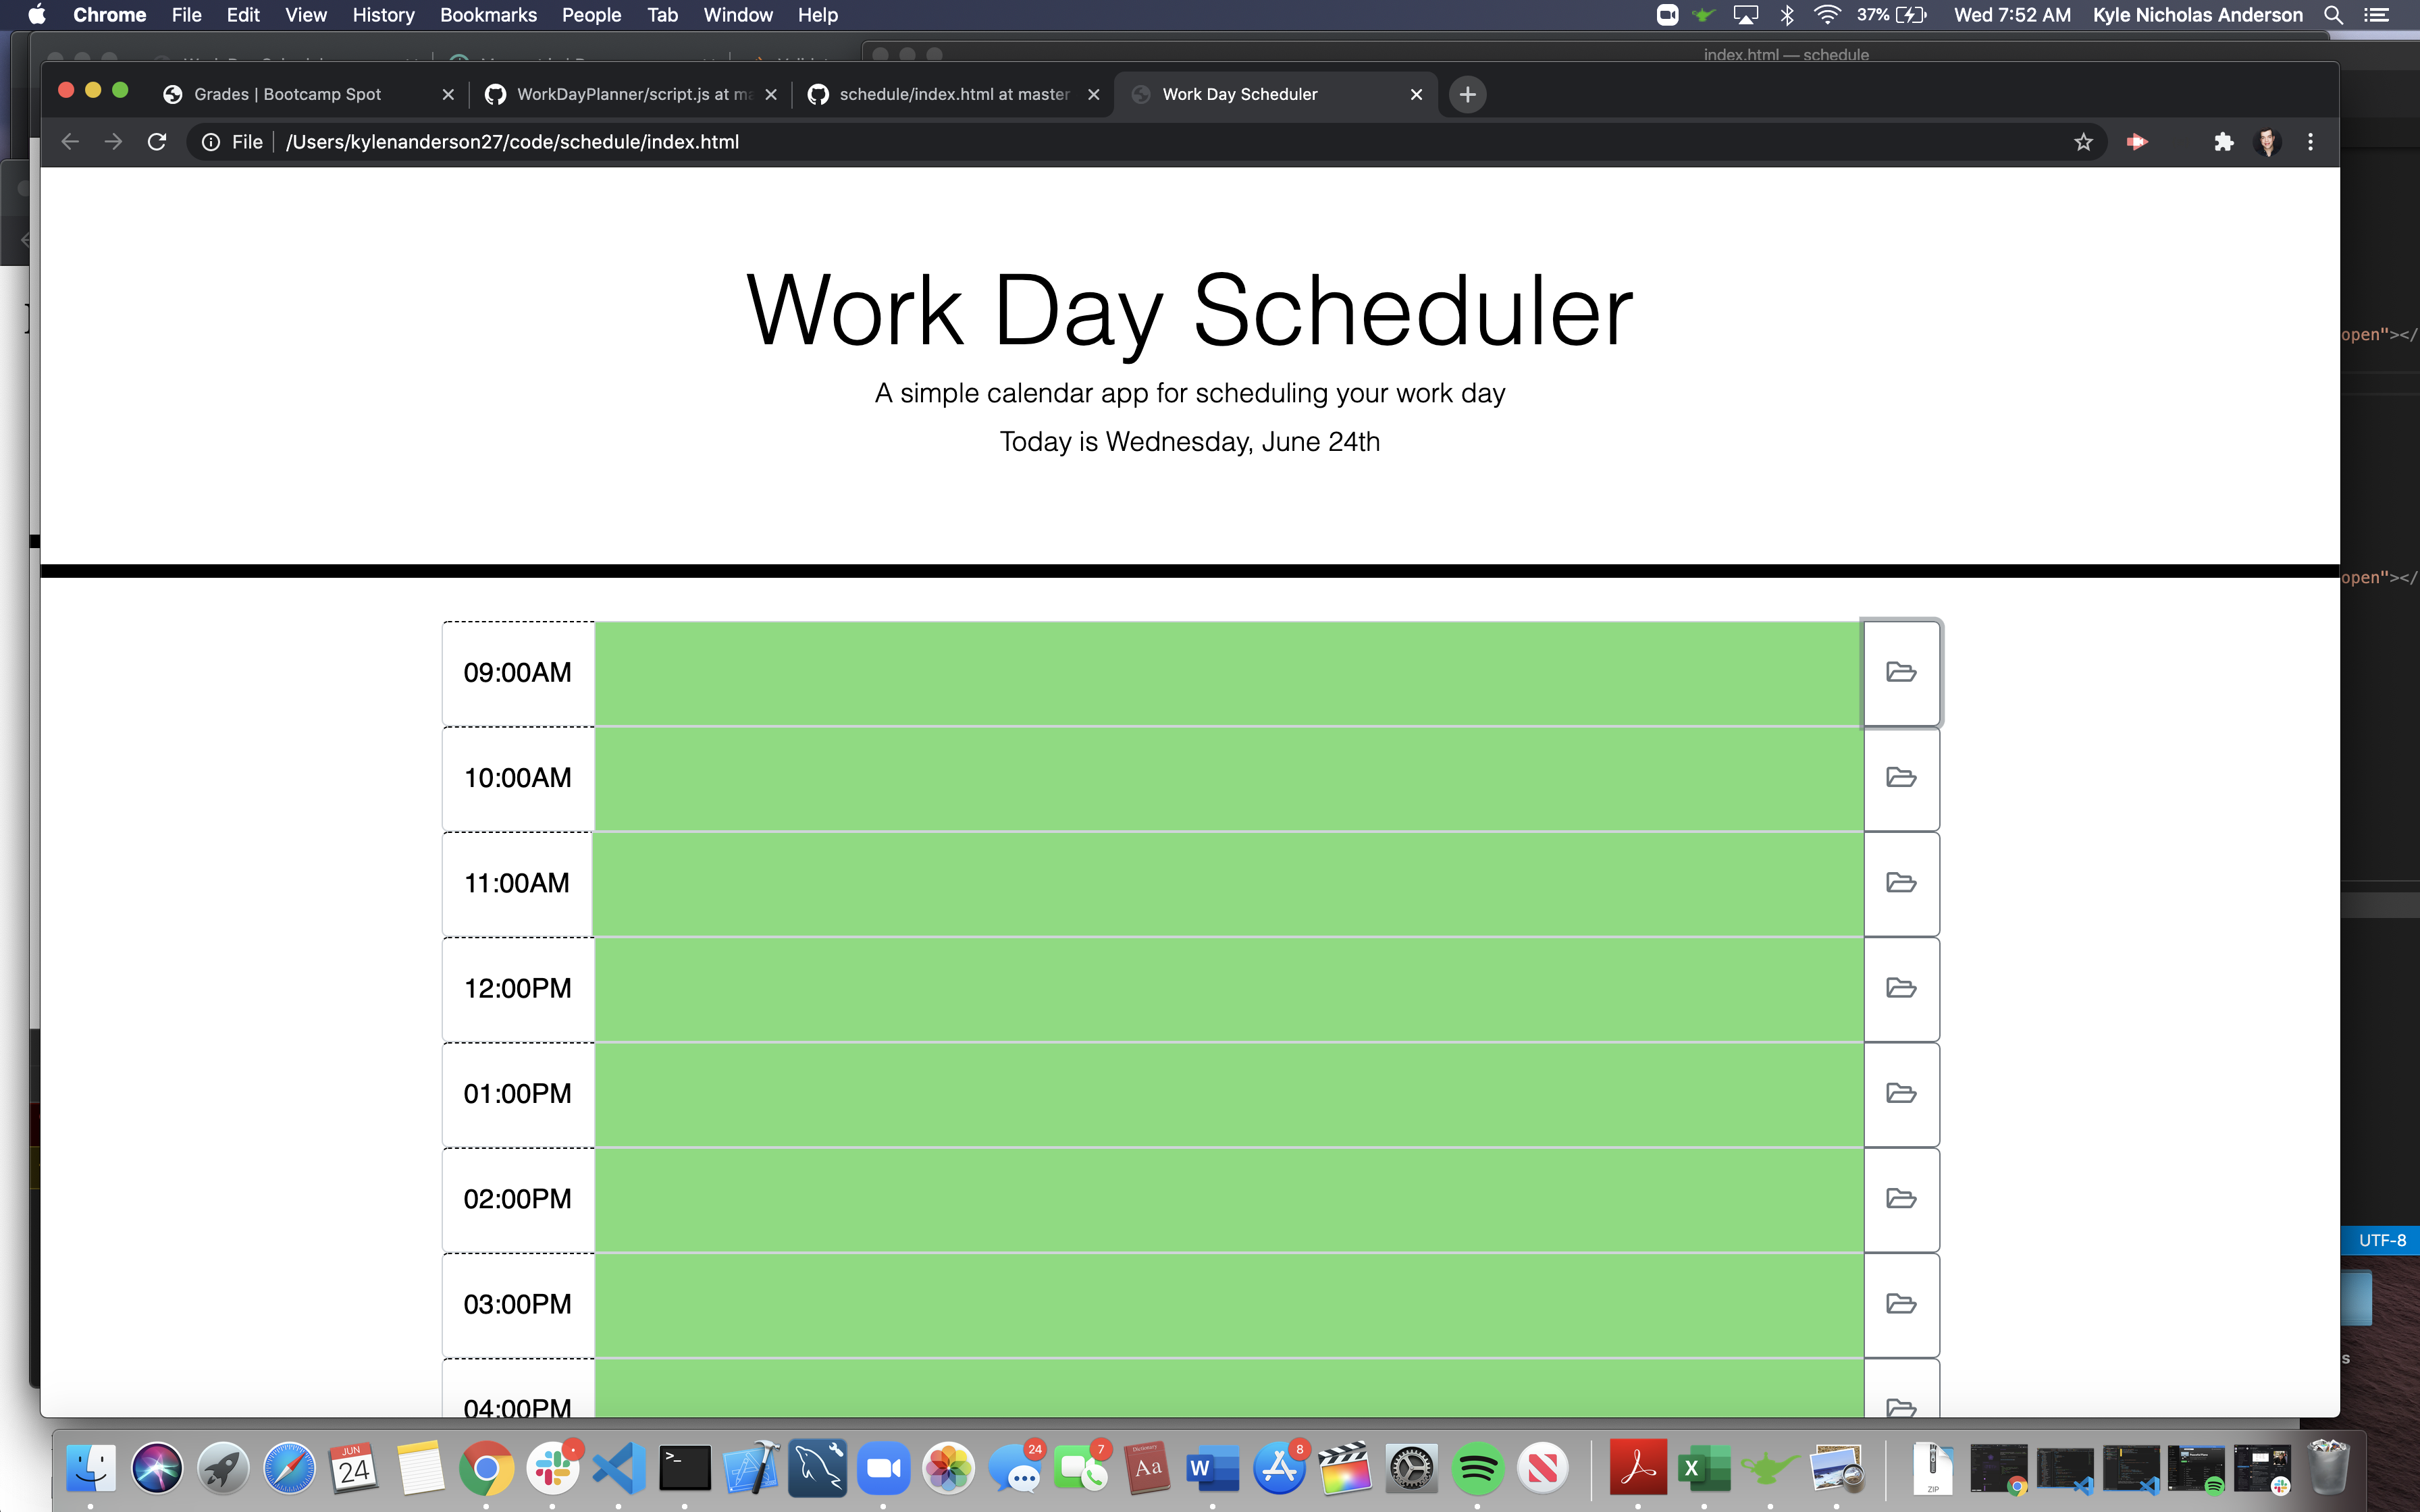 Chrome File Edit View History Bookmarks People Tab Window Help 37% Wed 7:52 AM Kyle Nicholas Anderson
index.html — schedule
Grades | Bootcamp Spot
WorkDayPlanner/script.js at ma
schedule/index.html at master
Work Day Scheduler
File /Users/kylenanderson27/code/schedule/index.html
Work Day Scheduler
A simple calendar app for scheduling your work day
Today is Wednesday, June 24th
open"></
open"></
09:00AM
10:00AM
11:00AM
12:00PM
01:00PM
02:00PM
03:00PM
04:00PM
UTF-8
s
JUN
24
24
7
Aa
W
8
X
ZIP